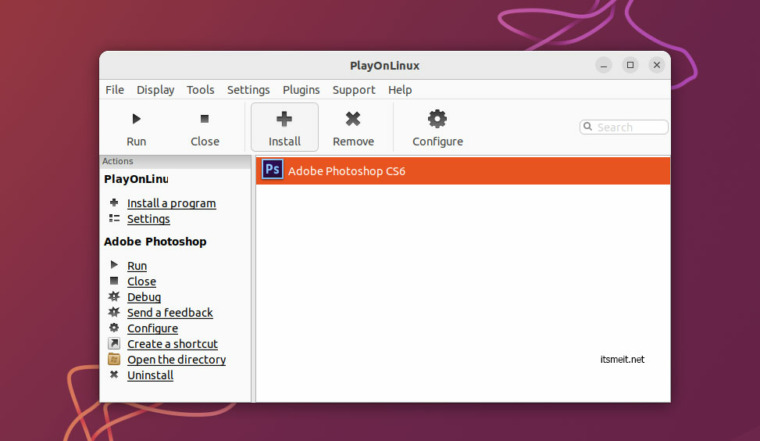 PlayOnLinux
File Display Tools Settings Plugins Support Help
Run Close Install Remove Configure Search
Actions
PlayOnLinu
Install a program
Settings
Adobe Photoshop
Run
Close
Debug
Send a feedback
Configure
Create a shortcut
Open the directory
Uninstall
Ps Adobe Photoshop CS6
itsmeit.net